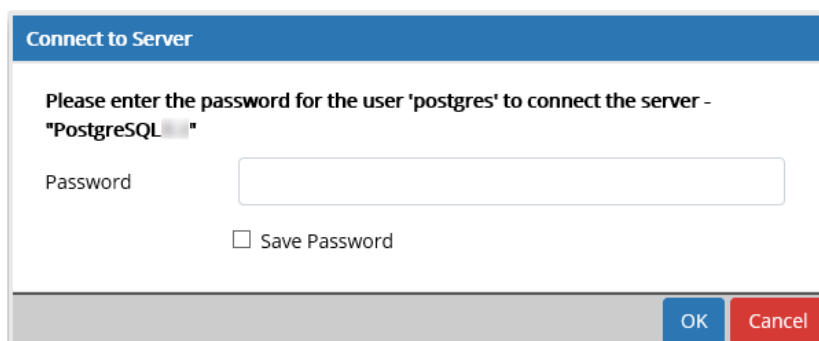 Connect to Server
Please enter the password for the user 'postgres' to connect the server -
"PostgreSQL "
Password
Save Password
OK
Cancel